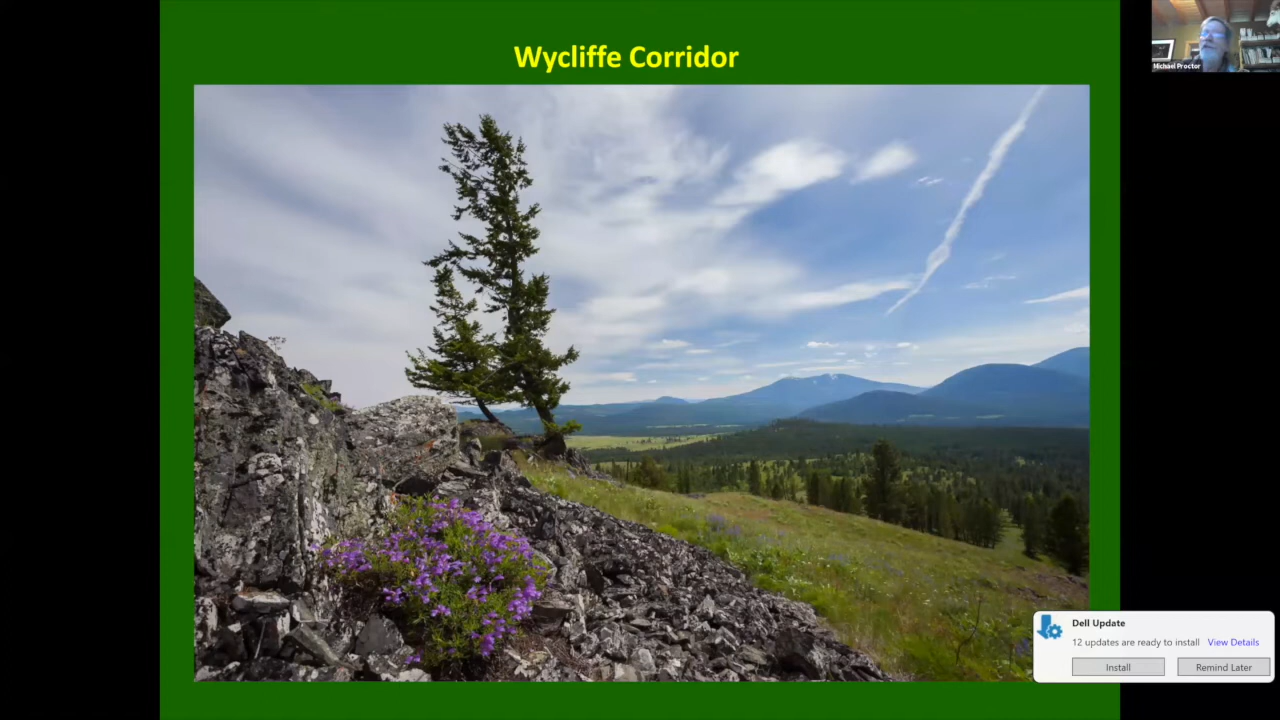 Wycliffe Corridor
Michael Proctor
Dell Update
12 updates are ready to install View Details
Install Remind Later